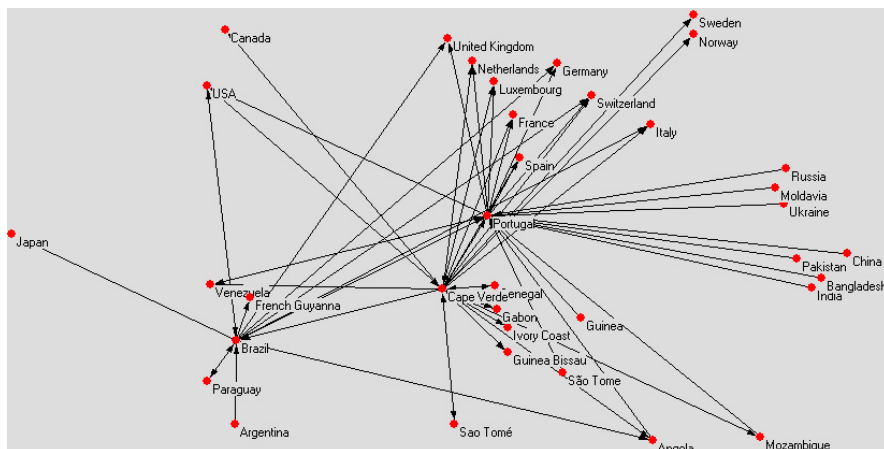 Sweden
Canada
Norway
United Kingdom
Netherlands
Germany
Luxembourg
USA
Switzerland
France
Italy
Spain
Russia
Moldavia
Ukraine
Portugal
Japan
China
Pakistan
Bangladesh
India
Venezuela
French Guyanna
Cape Verde
enegal
Gabon
Guinea
Ivory Coast
Brazil
Guinea Bissau
São Tome
Paraguay
Argentina
Sao Tomé
Angola
Mozambique